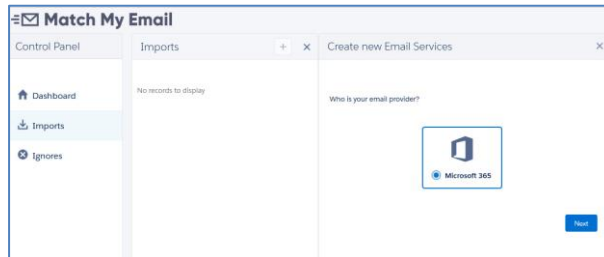 Match My Email
Control Panel
Imports
+
×
Create new Email Services
×
Dashboard
Imports
Ignores
No records to display
Who is your email provider?
Microsoft 365
Next